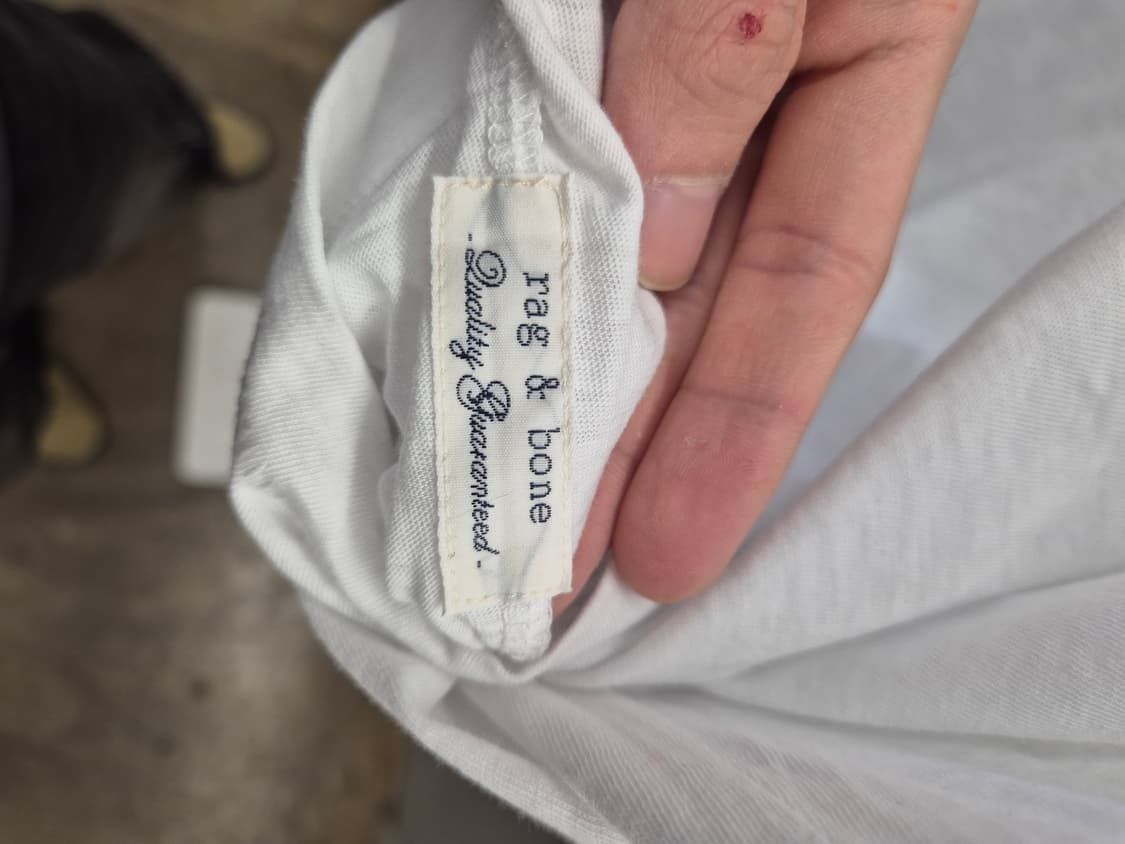 rag & bone
-Quality Guaranteed-